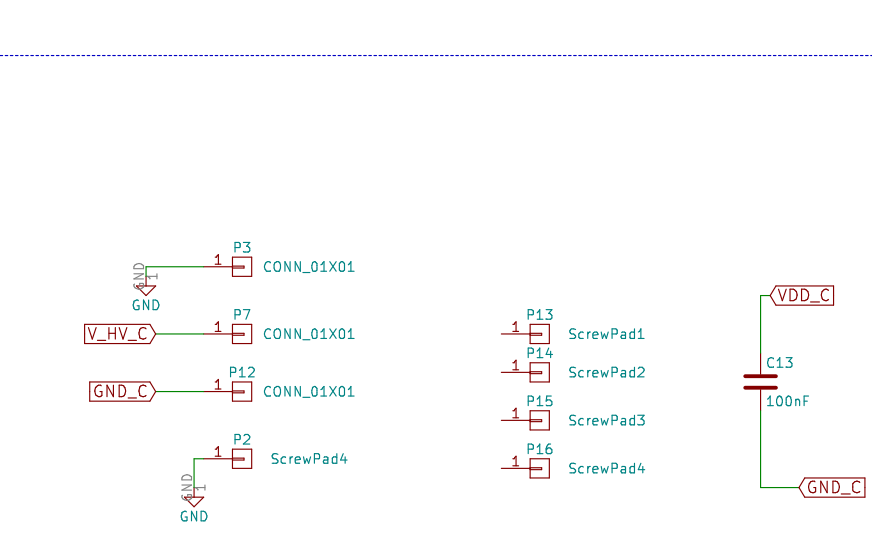 P3
1 CONN_01X01
GND 1
GND
P7
V_HV_C 1 CONN_01X01
P12
GND_C 1 CONN_01X01
P2
1 ScrewPad4
GND 1
GND
P13
1 ScrewPad1
P14
1 ScrewPad2
P15
1 ScrewPad3
P16
1 ScrewPad4
VDD_C
C13
100nF
GND_C